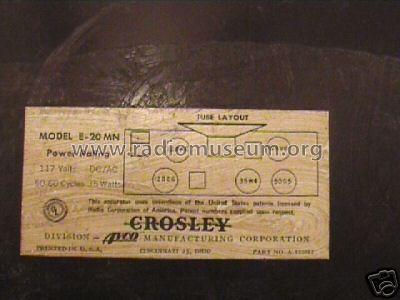 TUBE LAYOUT
MODEL E-20 MN
Power Rating
117 Volts DC/AC
50-60 Cycles 35 Watts
35W4 50C5
www.radiomuseum.org
This apparatus uses inventions of the United States patents licensed by
Radio Corporation of America. Patent numbers supplied upon request.
CROSLEY
DIVISION - AVCO MANUFACTURING CORPORATION
PRINTED IN U.S.A. CINCINNATI 25, OHIO PART NO.